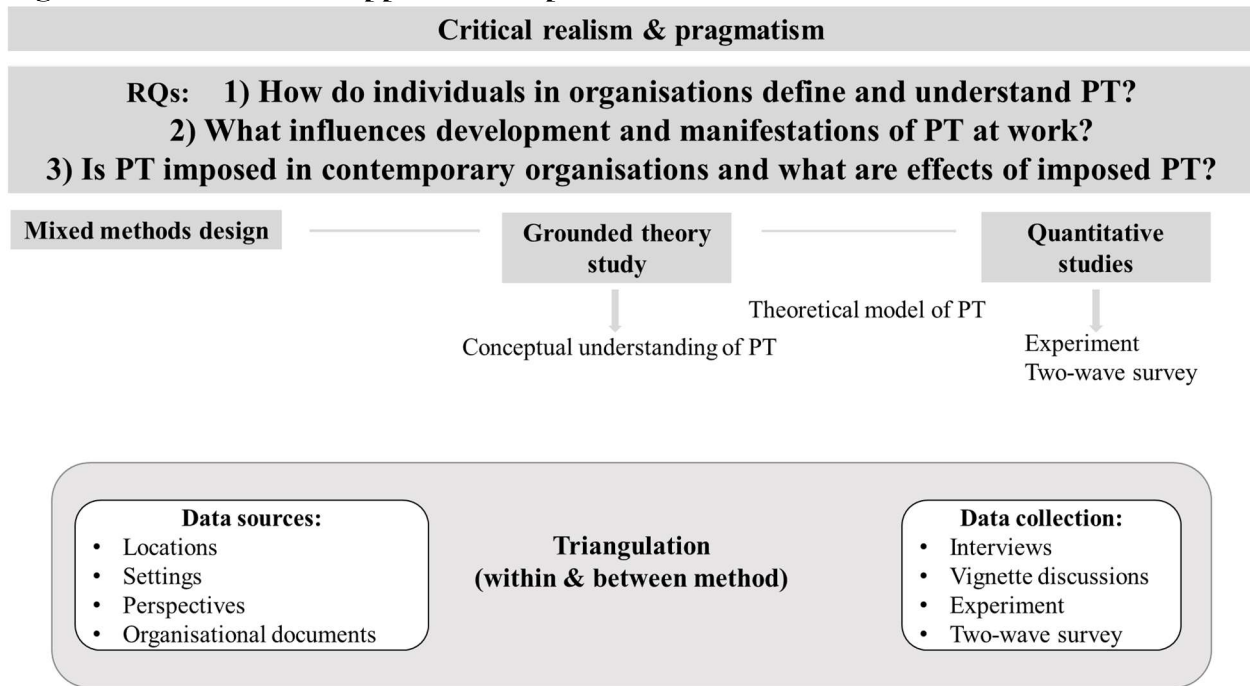 Critical realism & pragmatism
RQs: 1) How do individuals in organisations define and understand PT?
2) What influences development and manifestations of PT at work?
3) Is PT imposed in contemporary organisations and what are effects of imposed PT?
Mixed methods design
Grounded theory
study
Quantitative
studies
Theoretical model of PT
Conceptual understanding of PT
Experiment
Two-wave survey
Data sources:
• Locations
• Settings
• Perspectives
• Organisational documents
Triangulation
(within & between method)
Data collection:
• Interviews
• Vignette discussions
• Experiment
• Two-wave survey